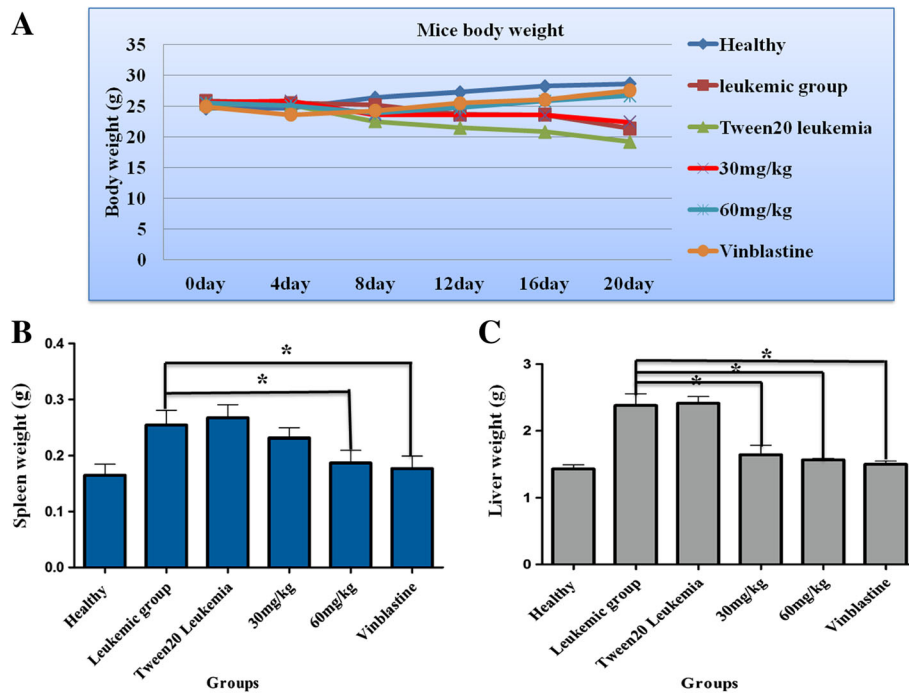 A
Mice body weight
Body weight (g)
35
30
25
20
15
10
5
0
0day 4day 8day 12day 16day 20day
Healthy
leukemic group
Tween20 leukemia
30mg/kg
60mg/kg
Vinblastine
B
Spleen weight (g)
0.4
0.3
0.2
0.1
0.0
*
*
Healthy
Leukemic group
Tween20 Leukemia
30mg/kg
60mg/kg
Vinblastine
Groups
C
Liver weight (g)
3
2
1
0
*
*
*
Healthy
Leukemic group
Tween20 Leukemia
30mg/kg
60mg/kg
Vinblastine
Groups